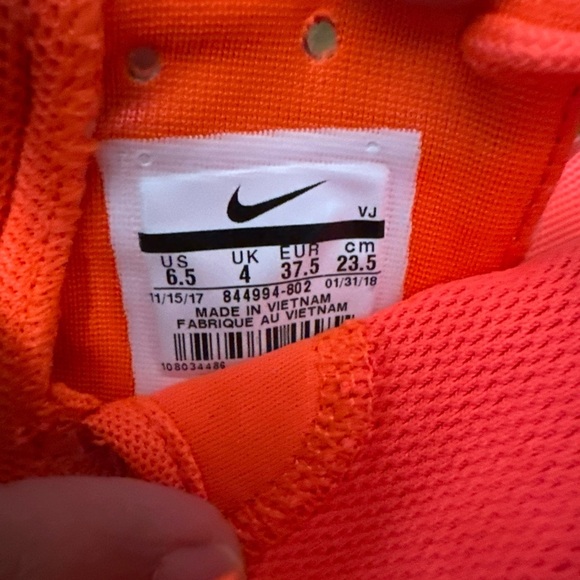 VJ
US UK EUR cm
6.5 4 37.5 23.5
11/15/17 844994-802 01/31/18
MADE IN VIETNAM
FABRIQUE AU VIETNAM
108034486